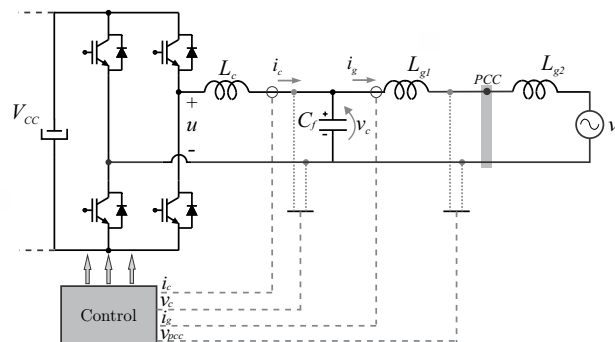 L_c
i_c
i_g
L_g1
PCC
L_g2
V_CC
+
u
-
C_f
+
-
v_c
v
Control
i_c
v_c
i_g
v_pcc